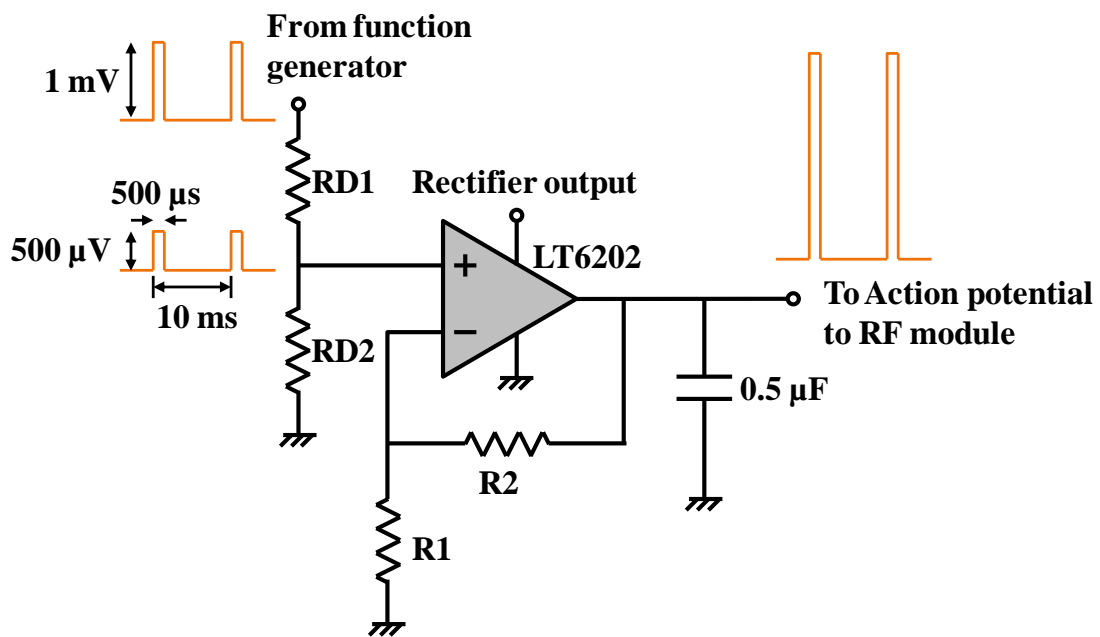 From function
generator
1 mV
RD1
500 µs
500 µV
10 ms
Rectifier output
LT6202
+
−
RD2
To Action potential
to RF module
0.5 µF
R2
R1